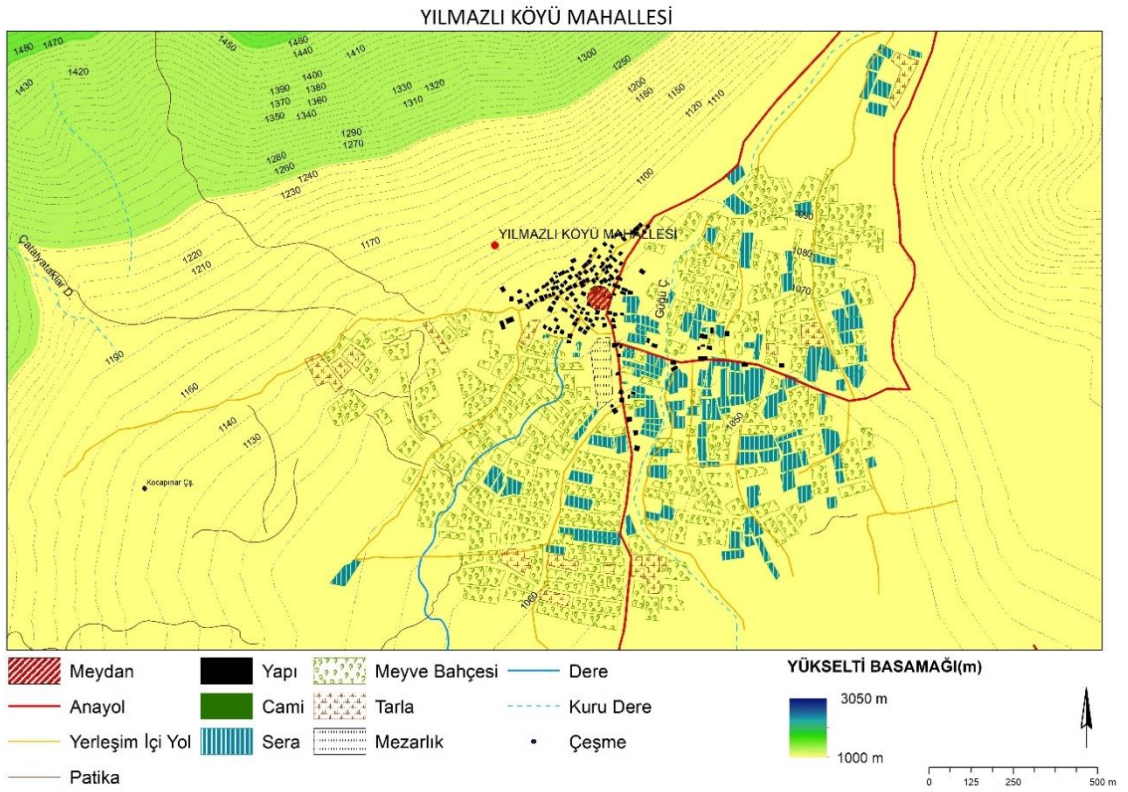 YILMAZLI KÖYÜ MAHALLESİ
1480
1470
1420
1430
1450
1460
1440
1410
1400
1390
1380
1370
1360
1350
1340
1330
1320
1310
1300
1250
1290
1270
1280
1260
1240
1230
1200
1180
1150
1110
1120
1100
1170
1220
1210
YILMAZLI KÖYÜ MAHALLESİ
Çatalyataklar D.
1190
1160
1140
1130
Kocapınar Çş.
1080
1070
1050
1060
Meydan
Anayol
Yerleşim İçi Yol
Patika
Yapı
Cami
Sera
Meyve Bahçesi
Tarla
Mezarlık
Dere
Kuru Dere
Çeşme
YÜKSELTİ BASAMAĞI(m)
3050 m
1000 m
0 125 250 500 m